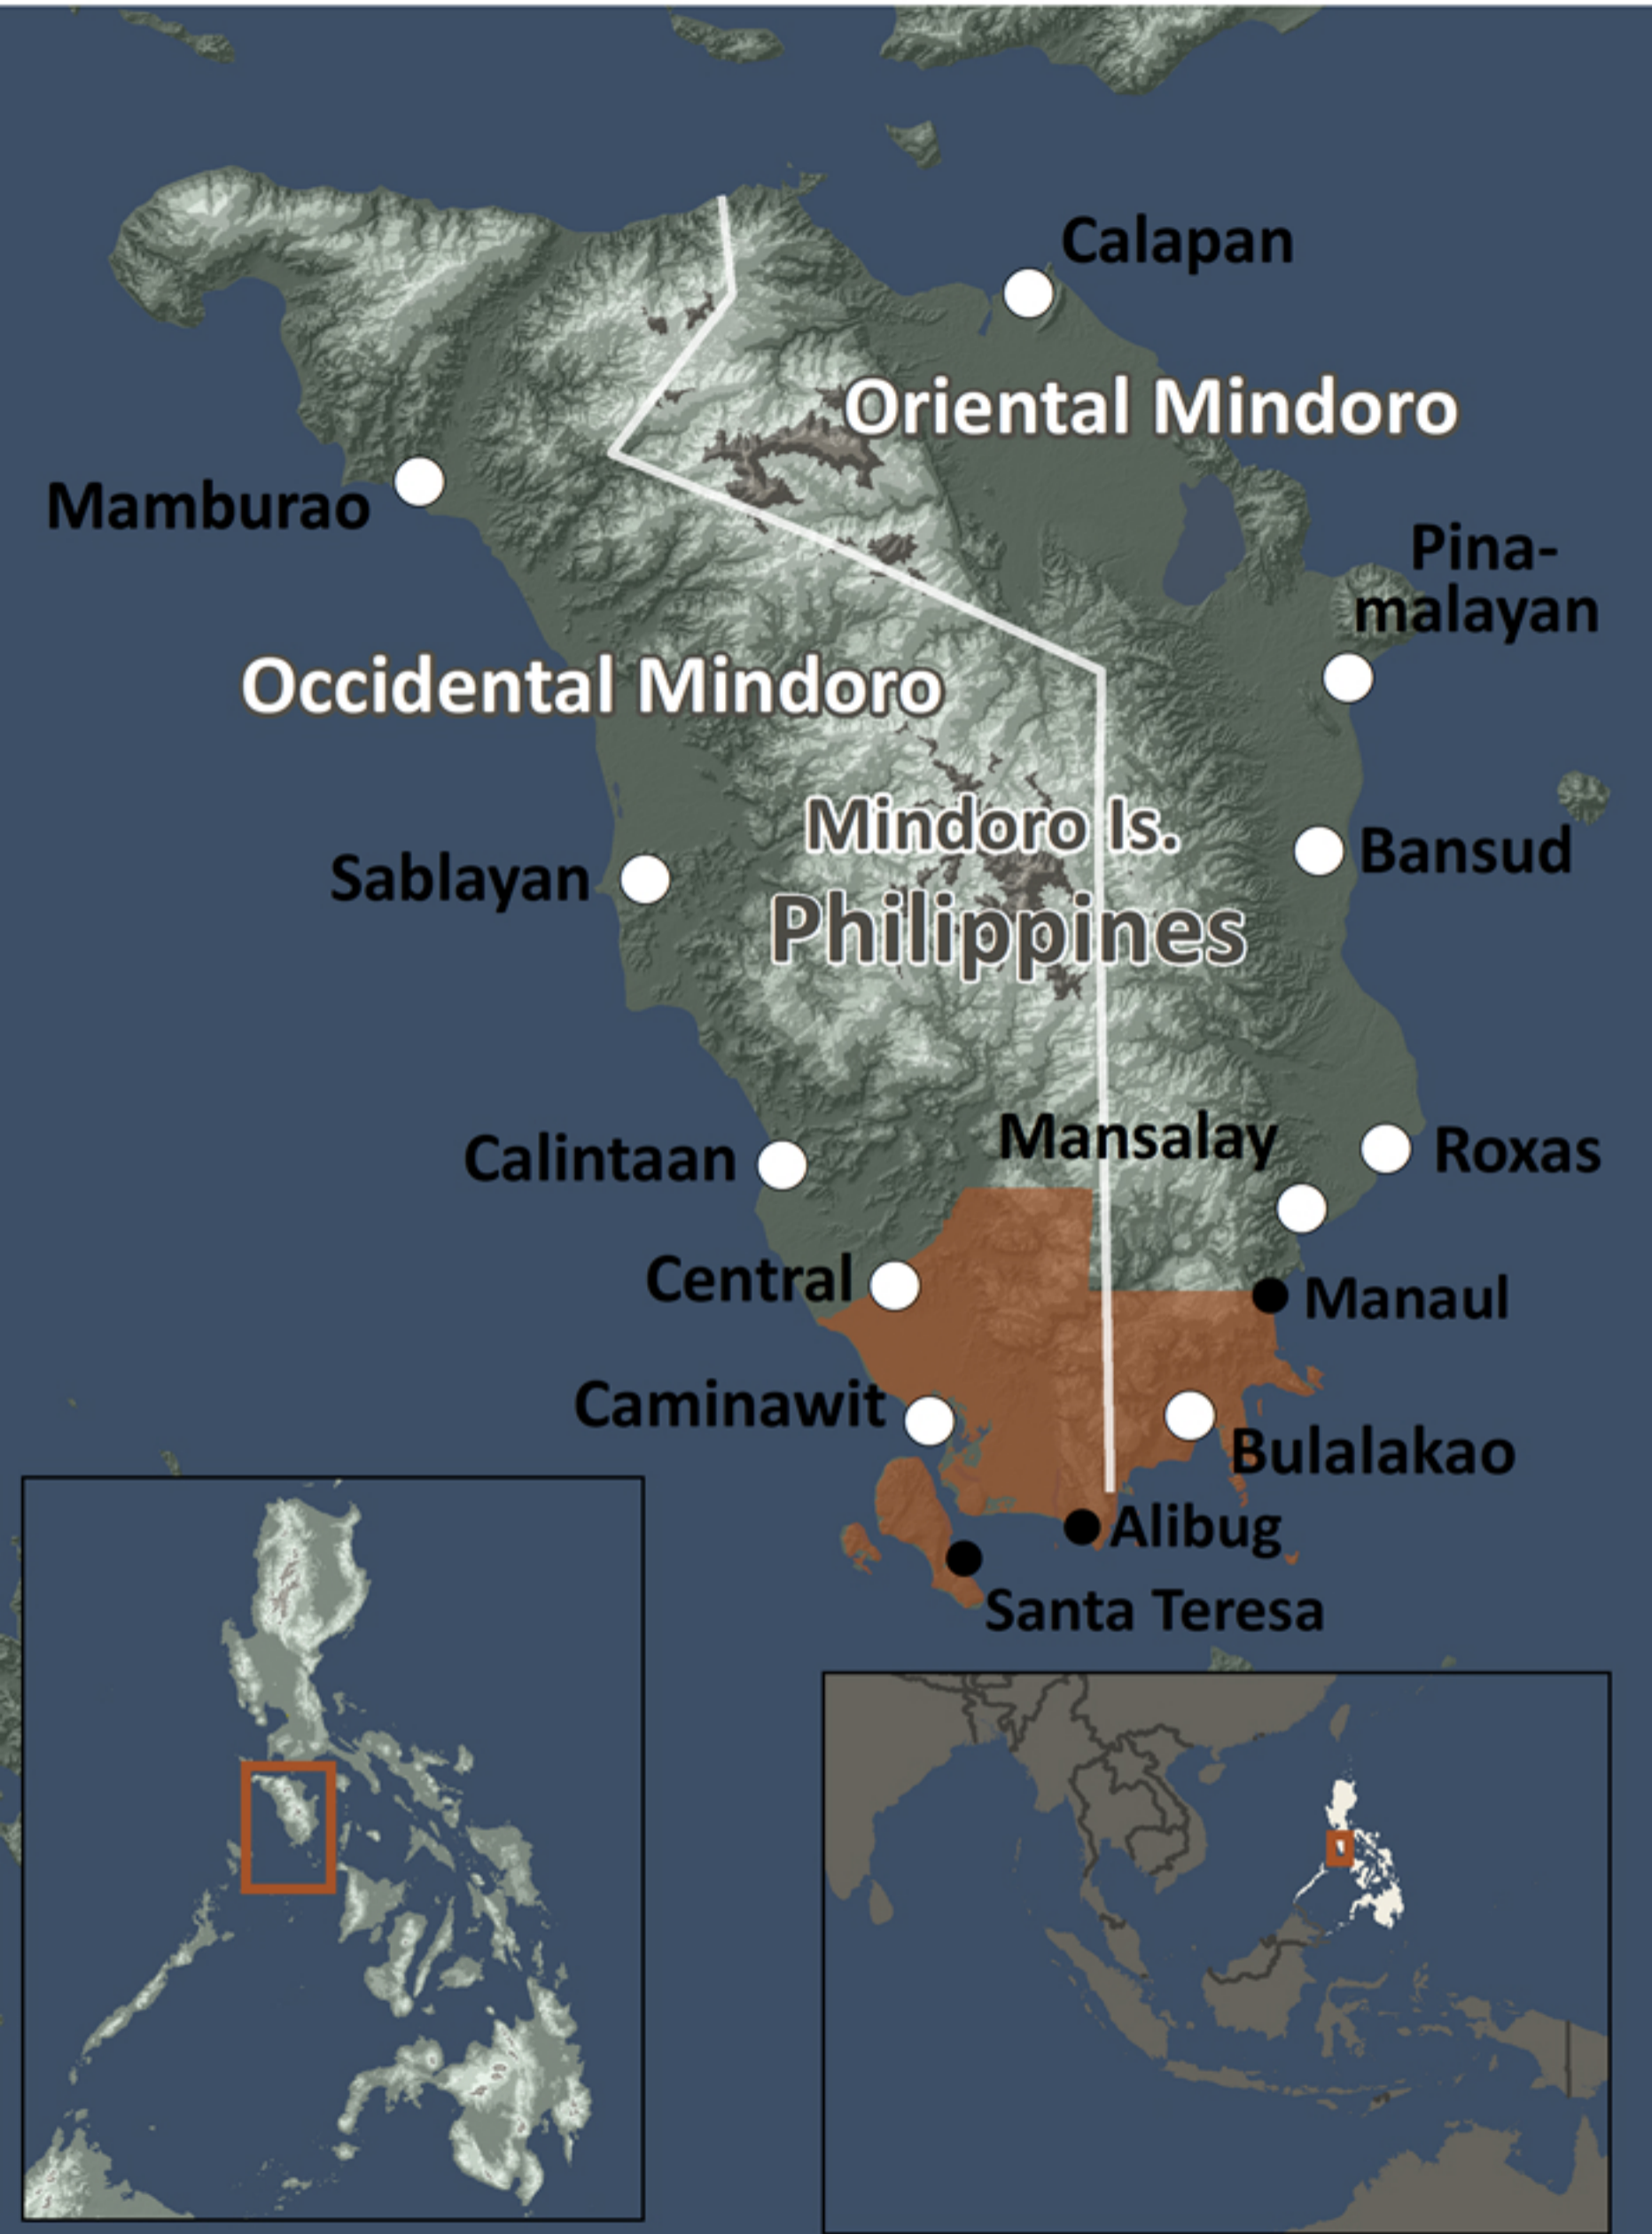 Calapan
Oriental Mindoro
Mamburao
Pina-
malayan
Occidental Mindoro
Mindoro Is.
Philippines
Bansud
Sablayan
Mansalay
Roxas
Calintaan
Central
Manaul
Caminawit
Bulalakao
Alibug
Santa Teresa